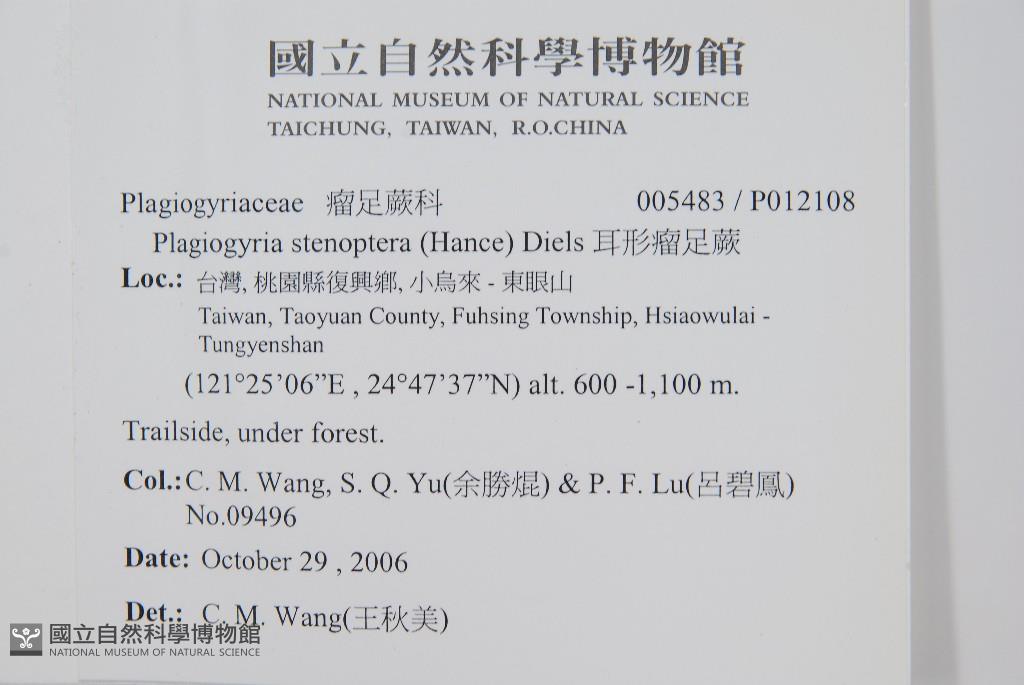 國立自然科學博物館
NATIONAL MUSEUM OF NATURAL SCIENCE
TAICHUNG, TAIWAN, R.O.CHINA
Plagiogyriaceae 瘤足蕨科 005483 / P012108
Plagiogyria stenoptera (Hance) Diels 耳形瘤足蕨
Loc.: 台灣, 桃園縣復興鄉, 小烏來 - 東眼山
Taiwan, Taoyuan County, Fuhsing Township, Hsiaowulai -
Tungyenshan
(121°25’06”E , 24°47’37”N) alt. 600 -1,100 m.
Trailside, under forest.
Col.: C. M. Wang, S. Q. Yu(余勝焜) & P. F. Lu(呂碧鳳)
No.09496
Date: October 29 , 2006
Det.: C. M. Wang(王秋美)
國立自然科學博物館
NATIONAL MUSEUM OF NATURAL SCIENCE